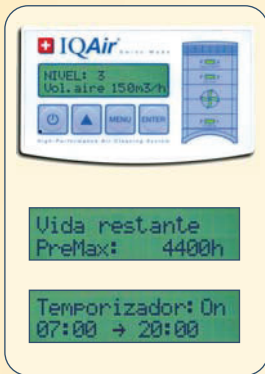 IQAir
Swiss Made
NIVEL: 3
Vol.aire 150m3/h
MENU
ENTER
High-Performance Air-Cleaning System
Vida restante
PreMax: 4400h
Temporizador:On
07:00 → 20:00